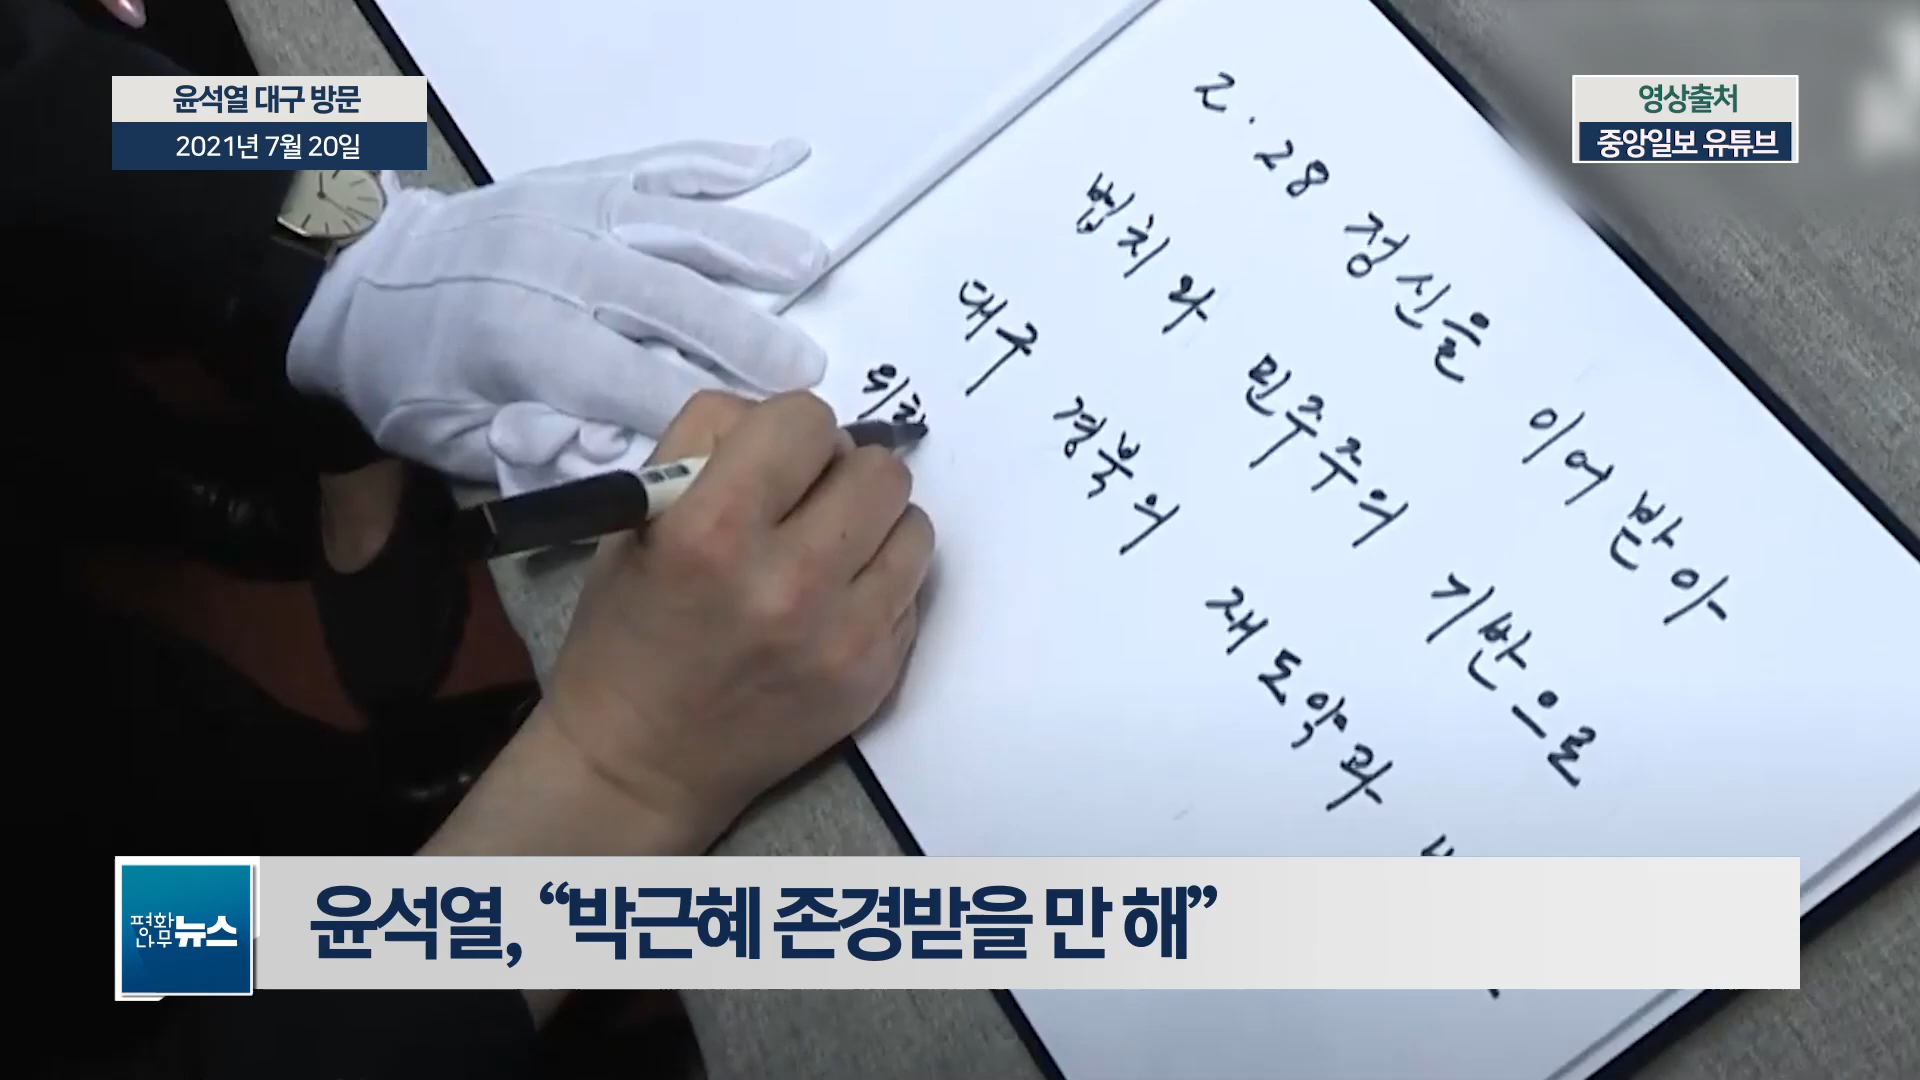 윤석열 대구 방문
2021년 7월 20일
영상출처
중앙일보 유튜브
2·28 정신을 이어받아
법치와 민주주의 기반으로
대구 경북의 재도약과
위한
평화나무 뉴스
윤석열, “박근혜 존경받을 만 해”